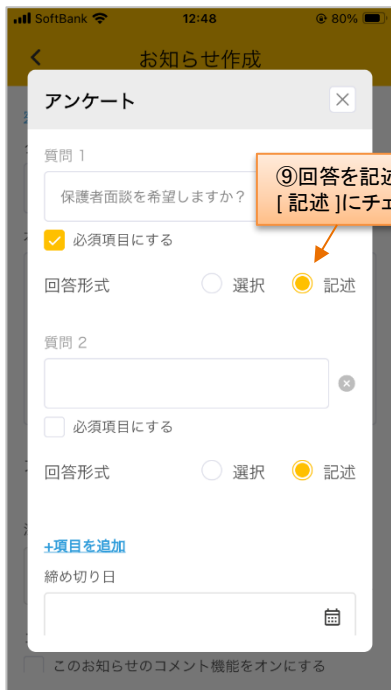 SoftBank 12:48 80%
お知らせ作成
アンケート
質問 1
保護者面談を希望しますか?
⑨回答を記述
[ 記述 ]にチェ
必須項目にする
回答形式 選択 記述
質問 2
必須項目にする
回答形式 選択 記述
+項目を追加
締め切り日
このお知らせのコメント機能をオンにする